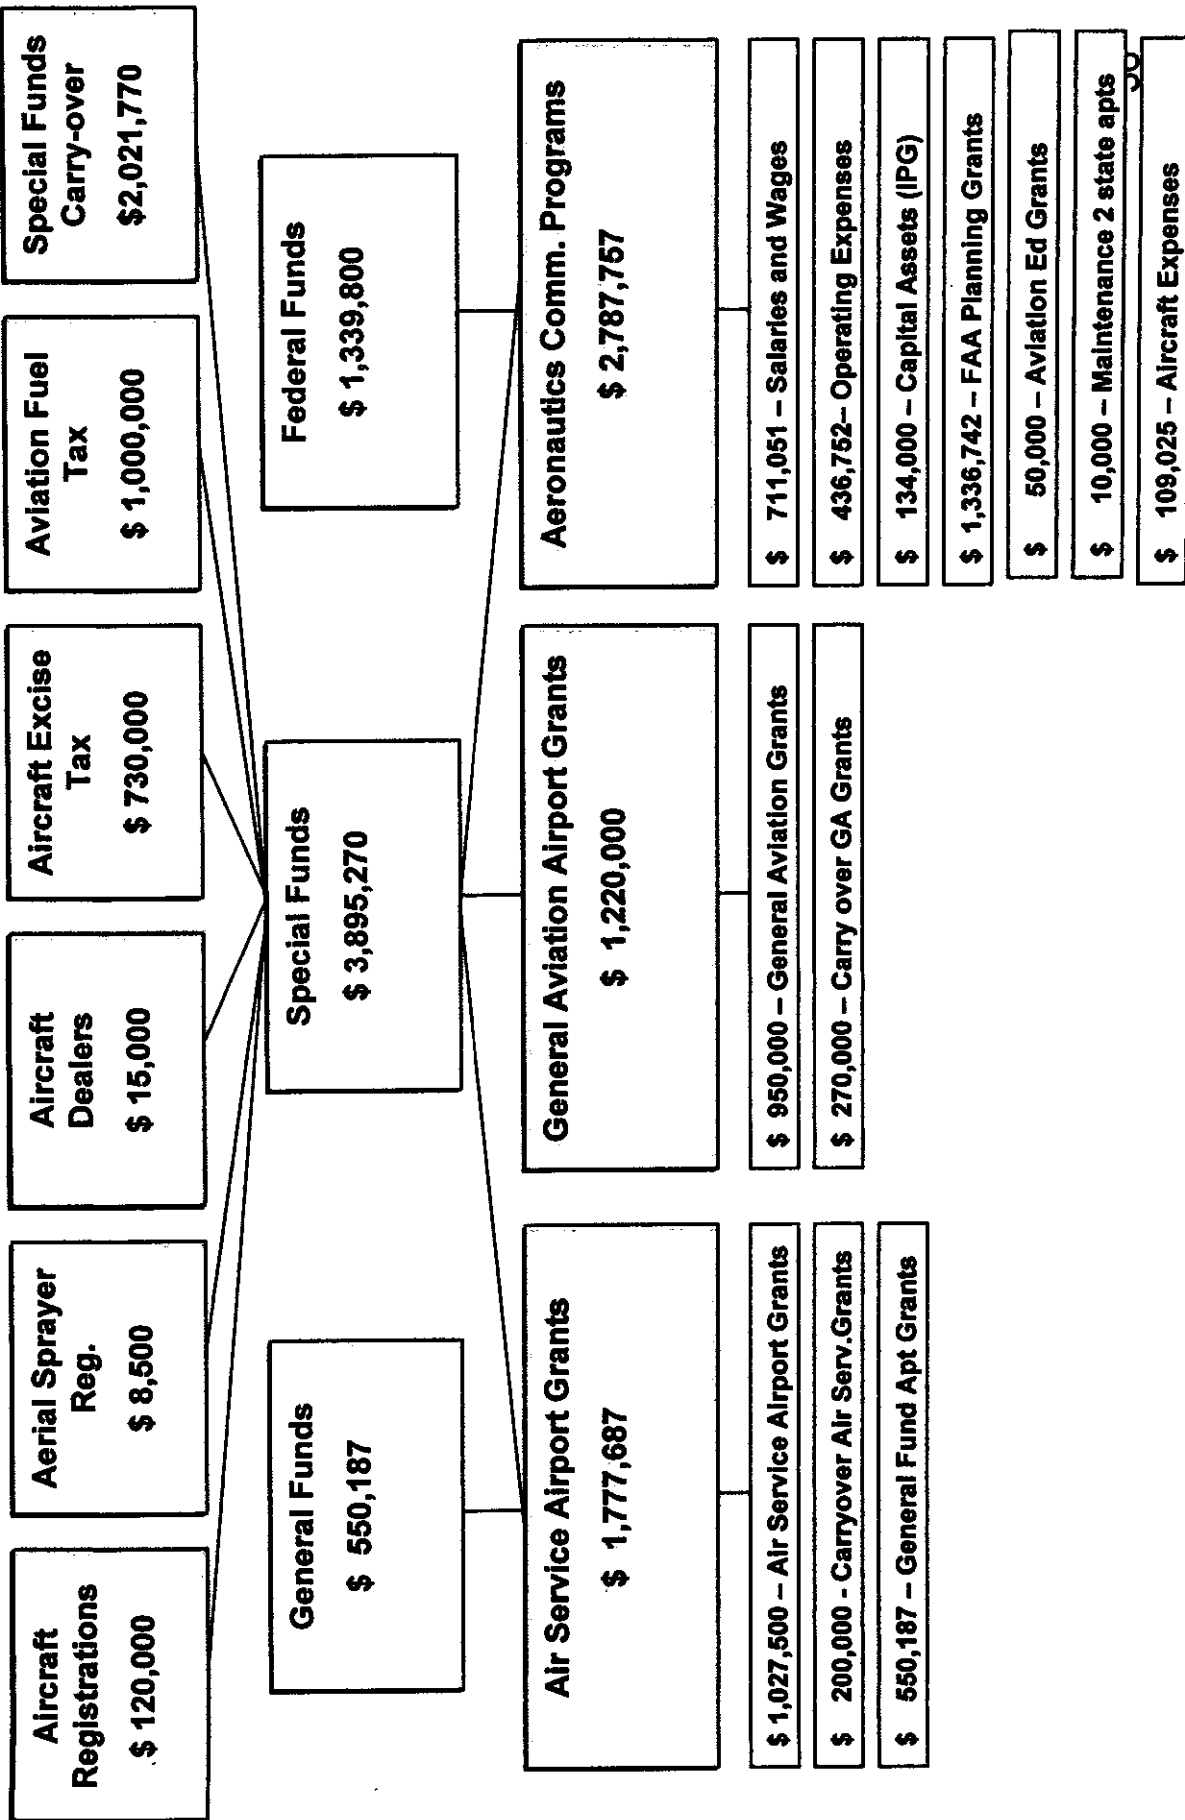 Aircraft
Registrations
$ 120,000
Aerial Sprayer
Reg.
$ 8,500
Aircraft
Dealers
$ 15,000
Aircraft Excise
Tax
$ 730,000
Aviation Fuel
Tax
$ 1,000,000
Special Funds
Carry-over
$2,021,770
General Funds
$ 550,187
Special Funds
$ 3,895,270
Federal Funds
$ 1,339,800
Air Service Airport Grants
$ 1,777,687
General Aviation Airport Grants
$ 1,220,000
Aeronautics Comm. Programs
$ 2,787,757
$ 1,027,500 – Air Service Airport Grants
$ 200,000 - Carryover Air Serv.Grants
$ 550,187 – General Fund Apt Grants
$ 950,000 – General Aviation Grants
$ 270,000 – Carry over GA Grants
$ 711,051 – Salaries and Wages
$ 436,752– Operating Expenses
$ 134,000 – Capital Assets (IPG)
$ 1,336,742 – FAA Planning Grants
$ 50,000 – Aviation Ed Grants
$ 10,000 – Maintenance 2 state apts
$ 109,025 – Aircraft Expenses